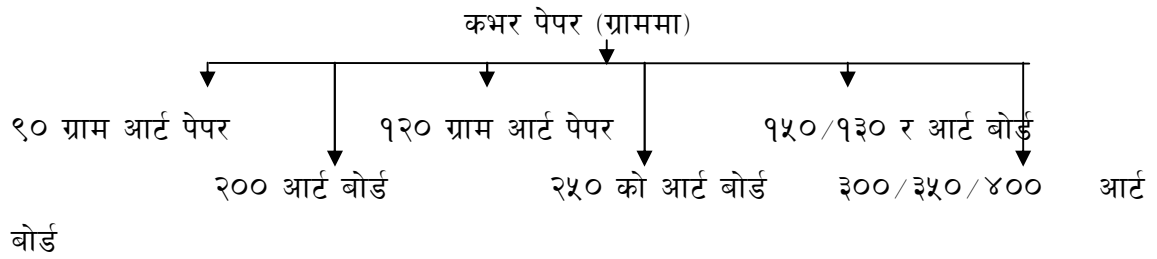 कभर पेपर (ग्राममा)
९० ग्राम आर्ट पेपर १२० ग्राम आर्ट पेपर १५०/१३० र आर्ट बोर्ड
२०० आर्ट बोर्ड २५० को आर्ट बोर्ड ३००/३५०/४०० आर्ट
बोर्ड